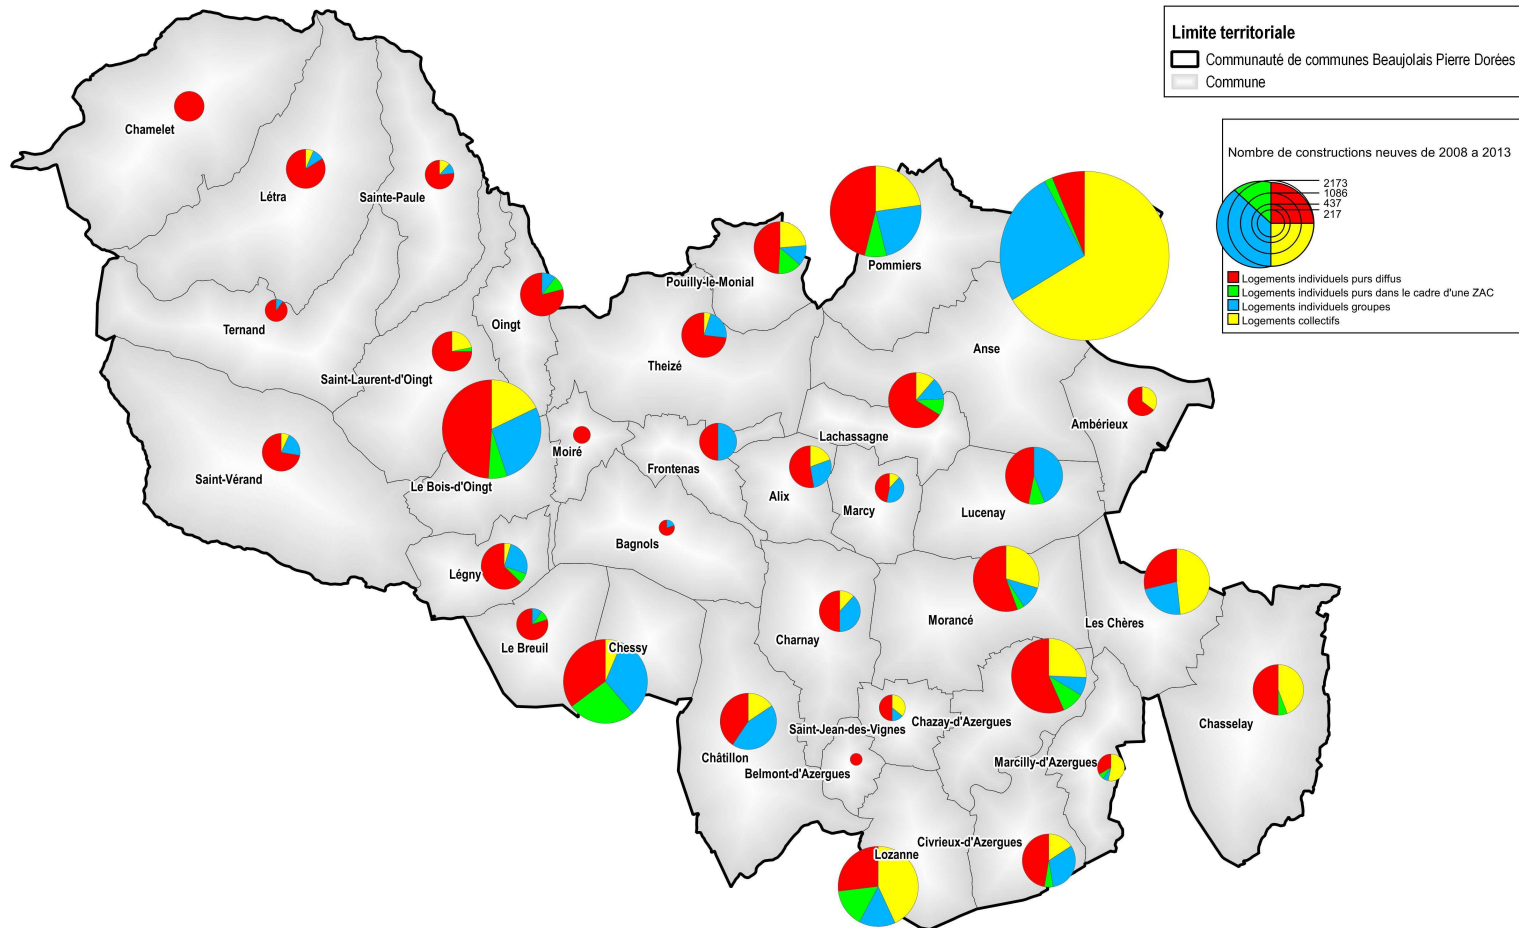 Limite territoriale
Communauté de communes Beaujolais Pierre Dorées
Commune
Nombre de constructions neuves de 2008 a 2013
2173
1086
437
217
Logements individuels purs diffus
Logements individuels purs dans le cadre d'une ZAC
Logements individuels groupes
Logements collectifs
Chamelet
Létra
Sainte-Paule
Pouilly-le-Monial
Pommiers
Ternand
Oingt
Anse
Theizé
Saint-Laurent-d'Oingt
Ambérieux
Lachassagne
Moiré
Frontenas
Saint-Vérand
Le Bois-d'Oingt
Alix
Marcy
Lucenay
Bagnols
Légny
Morancé
Les Chères
Charnay
Le Breuil
Chessy
Saint-Jean-des-Vignes
Chazay-d'Azergues
Chasselay
Châtillon
Belmont-d'Azergues
Marcilly-d'Azergues
Civrieux-d'Azergues
Lozanne